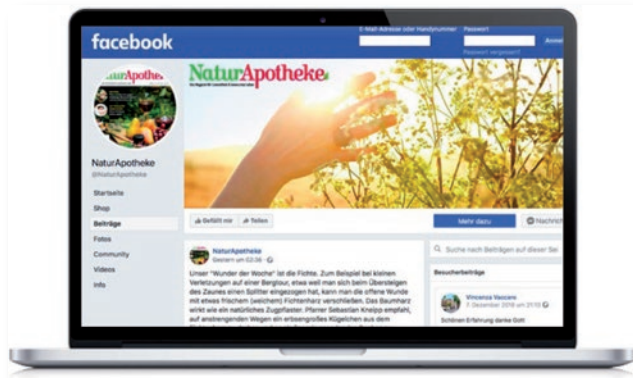 facebook
E-Mail-Adresse oder Handynummer
Passwort
Passwort vergessen?
NaturApotheke
NaturApotheke
@NaturApotheke
Startseite
Shop
Beiträge
Fotos
Community
Videos
Info
Gefällt mir
Teilen
Mehr dazu
Nachrich
NaturApotheke
Gestern um 02:36
Unser "Wunder der Woche" ist die Fichte. Zum Beispiel bei kleinen
Verletzungen auf einer Bergtour, etwa weil man sich beim Übersteigen
des Zaunes einen Splitter eingezogen hat, kann man die offene Wunde
mit etwas frischem (weichem) Fichtenharz verschließen. Das Baumharz
wirkt wie ein natürliches Zugpflaster. Pfarrer Sebastian Kneipp empfahl,
auf anstrengenden Wegen ein erbsengroßes Kügelchen aus dem
Suche nach Beiträgen auf dieser Sei
Besucherbeiträge
Vincenza Vaccaro
7. Dezember 2018 um 21:10
Schönen Erfahrung danke Gott